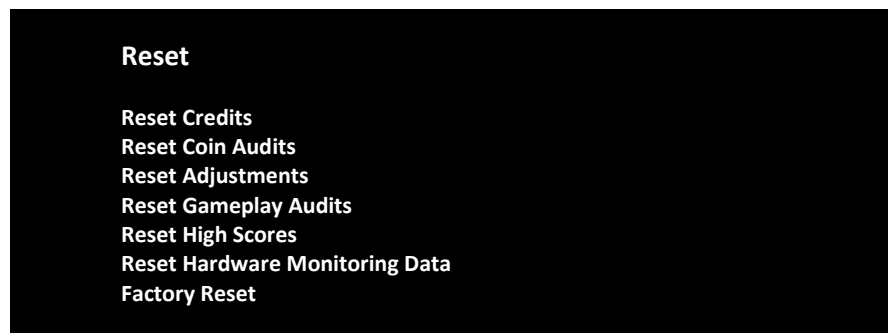 Reset
Reset Credits
Reset Coin Audits
Reset Adjustments
Reset Gameplay Audits
Reset High Scores
Reset Hardware Monitoring Data
Factory Reset